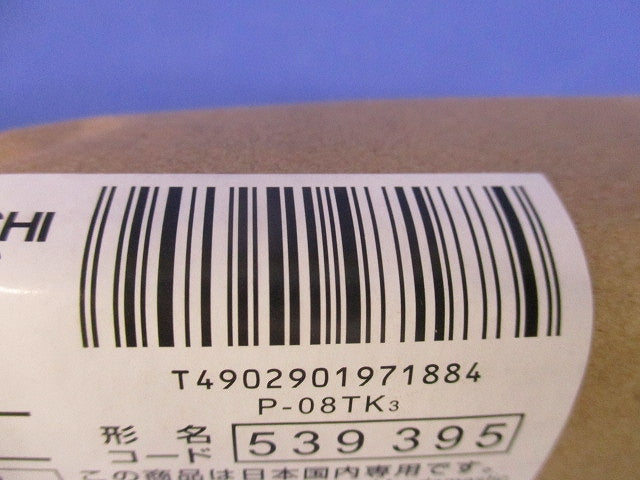 CHI
T4902901971884
P-08TK3
形名
コード 539 395
この商品は日本国内専用です。